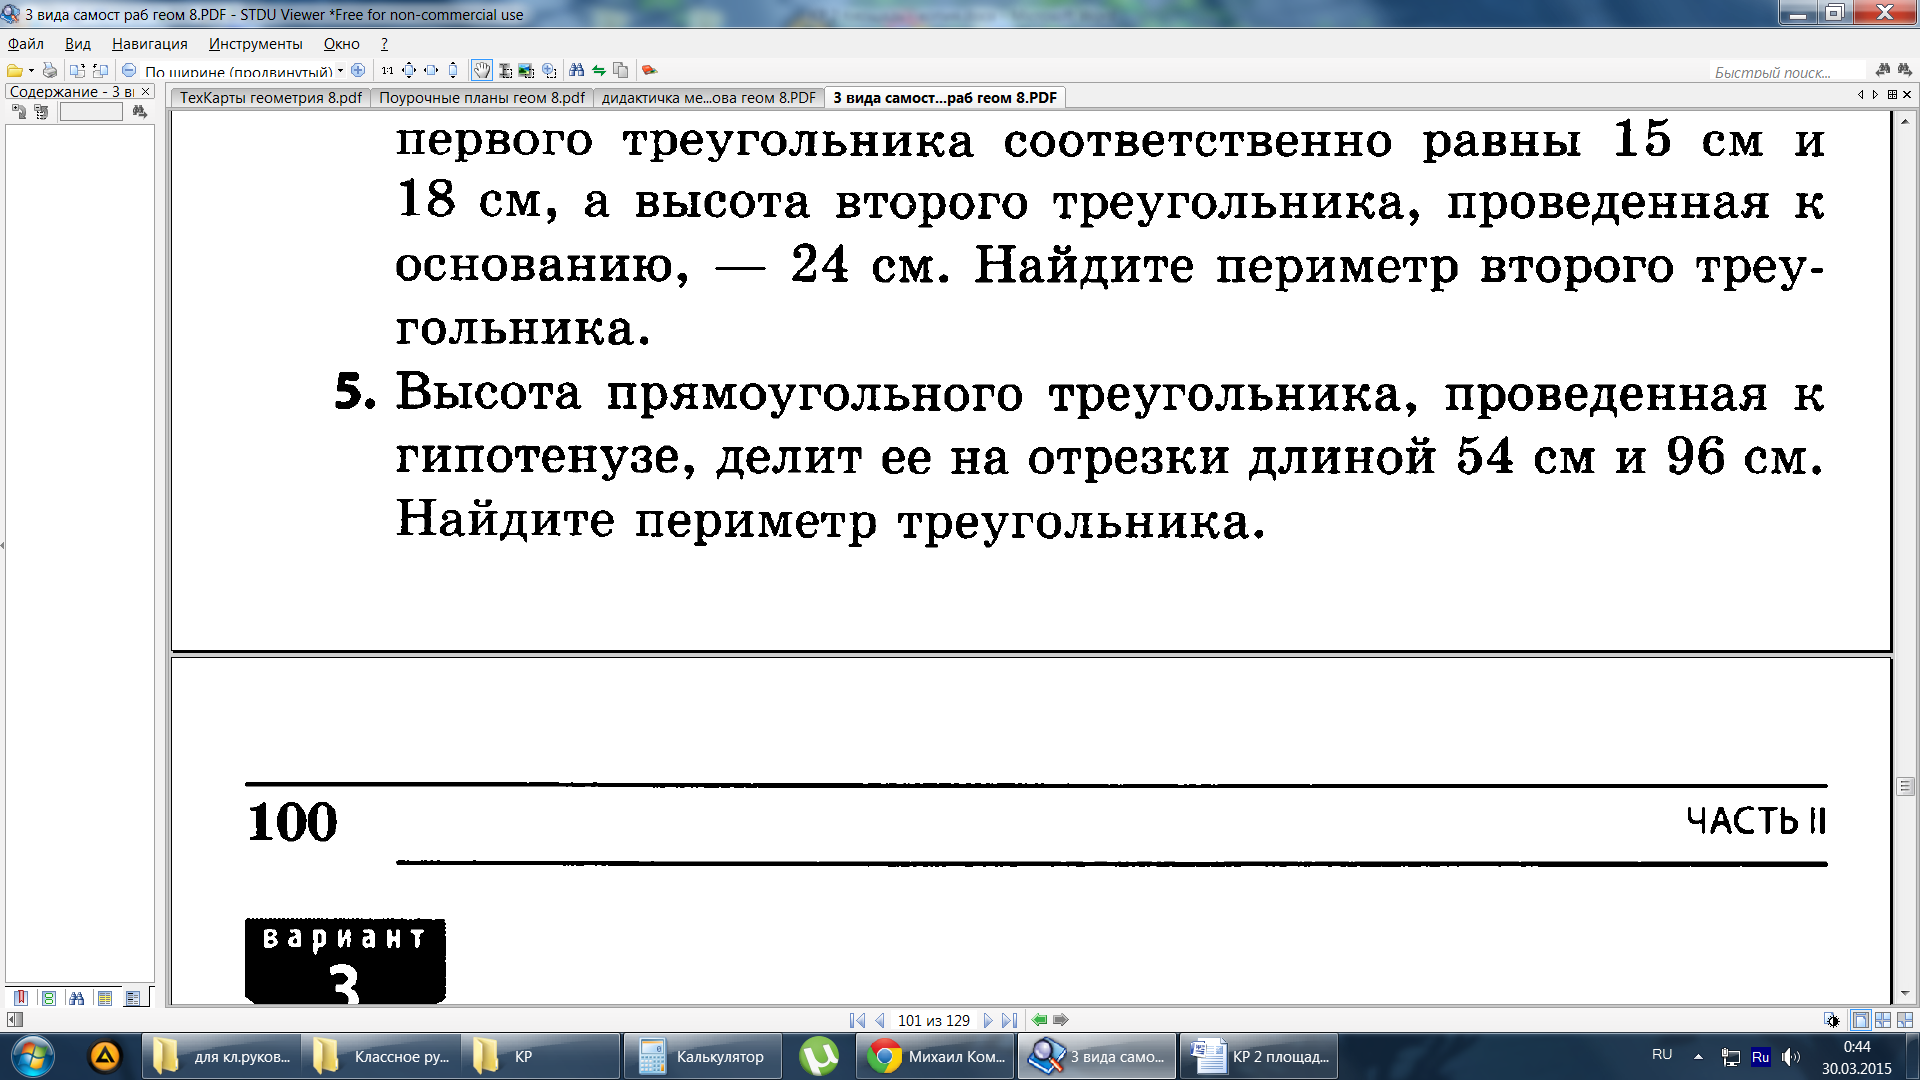 3 вида самост раб геом 8.PDF - STDU Viewer *Free for non-commercial use
Файл Вид Навигация Инструменты Окно ?
По ширине (продвинутый) 1:1 Быстрый поиск...
Содержание - 3 ви
ТехКарты геометрия 8.pdf Поурочные планы геом 8.pdf дидактичка ме...ова геом 8.PDF 3 вида самост...раб геом 8.PDF
первого треугольника соответственно равны 15 см и
18 см, а высота второго треугольника, проведенная к
основанию, — 24 см. Найдите периметр второго треу-
гольника.
5. Высота прямоугольного треугольника, проведенная к
гипотенузе, делит ее на отрезки длиной 54 см и 96 см.
Найдите периметр треугольника.
100 ЧАСТЬ II
вариант
3
101 из 129
для кл.руков... Классное ру... КР Калькулятор Михаил Ком... 3 вида само... КР 2 площад... RU Ru 0:44
30.03.2015